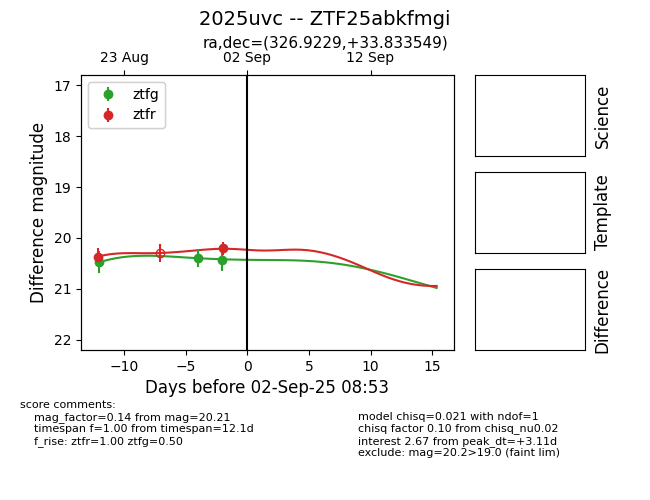 2025uvc -- ZTF25abkfmgi
ra,dec=(326.9229,+33.833549)
23 Aug 02 Sep 12 Sep
ztfg
ztfr
17
18
19
20
21
22
Difference magnitude
−10 −5 0 5 10 15
Days before 02-Sep-25 08:53
Science
Template
Difference
score comments:
mag_factor=0.14 from mag=20.21
timespan f=1.00 from timespan=12.1d
f_rise: ztfr=1.00 ztfg=0.50
model chisq=0.021 with ndof=1
chisq factor 0.10 from chisq_nu0.02
interest 2.67 from peak_dt=+3.11d
exclude: mag=20.2>19.0 (faint lim)